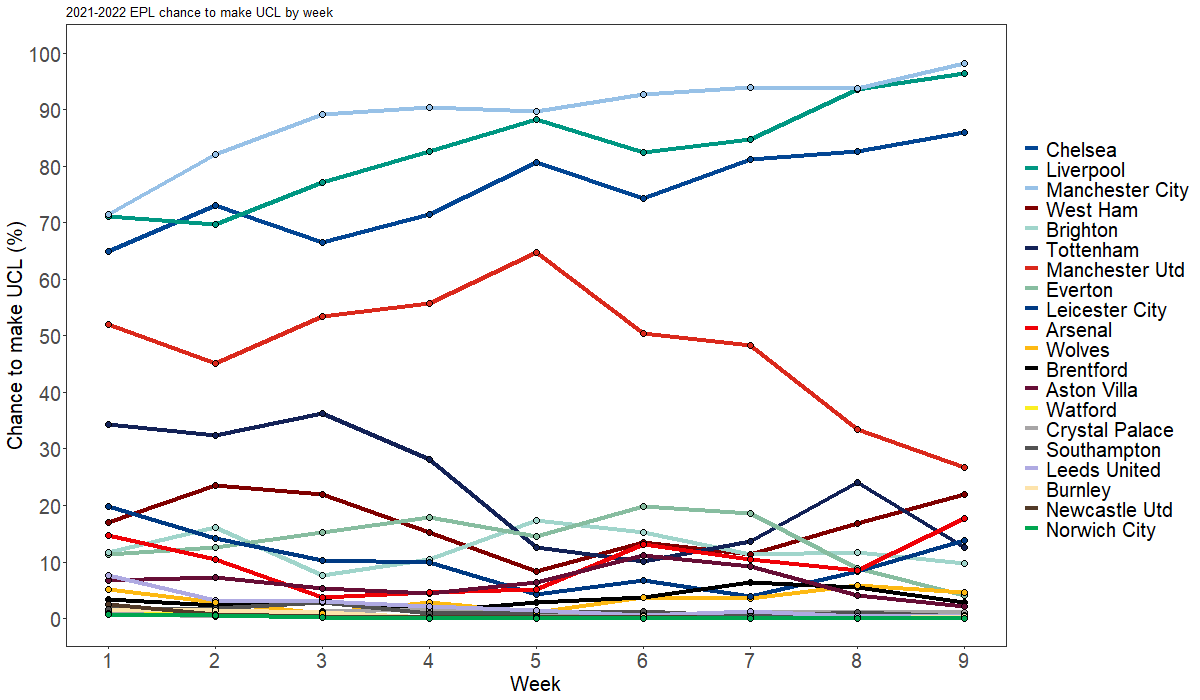 2021-2022 EPL chance to make UCL by week
Chance to make UCL (%)
100
90
80
70
60
50
40
30
20
10
0
1 2 3 4 5 6 7 8 9
Week
Chelsea
Liverpool
Manchester City
West Ham
Brighton
Tottenham
Manchester Utd
Everton
Leicester City
Arsenal
Wolves
Brentford
Aston Villa
Watford
Crystal Palace
Southampton
Leeds United
Burnley
Newcastle Utd
Norwich City